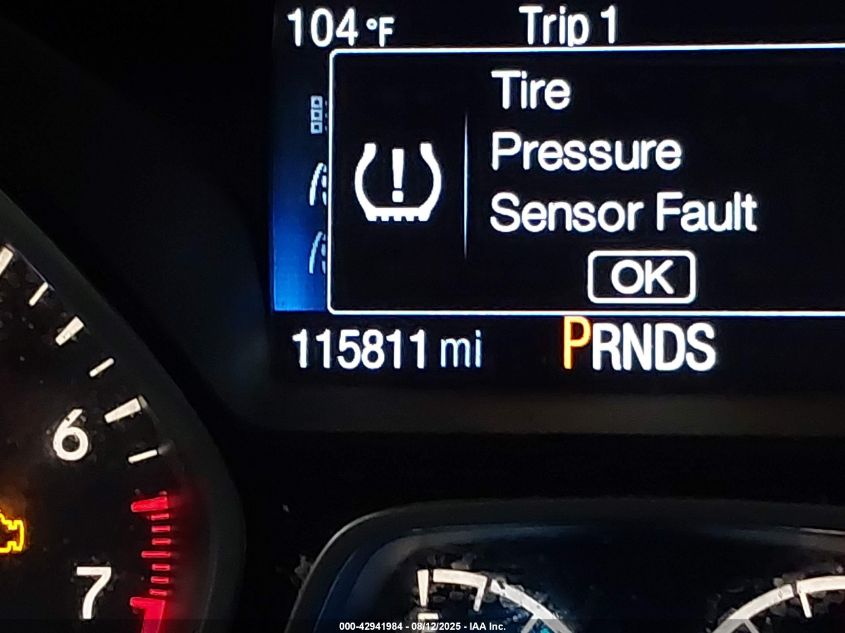 104 °F Trip 1
Tire
Pressure
Sensor Fault
OK
115811 mi PRNDS
6
7
000-42941984 - 08/12/2025 - IAA Inc.